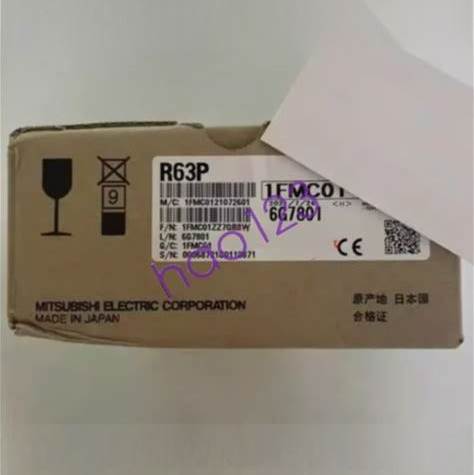 R63P
M/C: 1FMC0121072601
1FMC01
6G7801
L/N: 6G7801
G/C: 1FMC01
S/N:
9
CE
hao123
MITSUBISHI ELECTRIC CORPORATION
MADE IN JAPAN
原产地 日本国
合格证